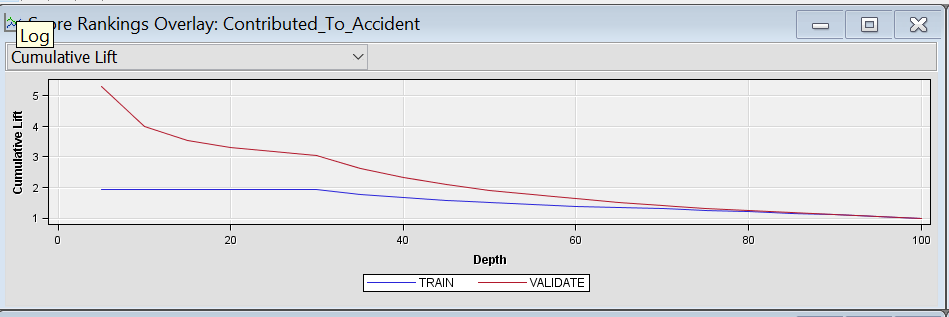 Score Rankings Overlay: Contributed_To_Accident
Log
Cumulative Lift
Cumulative Lift
5
4
3
2
1
0
20
40
60
80
100
Depth
TRAIN
VALIDATE